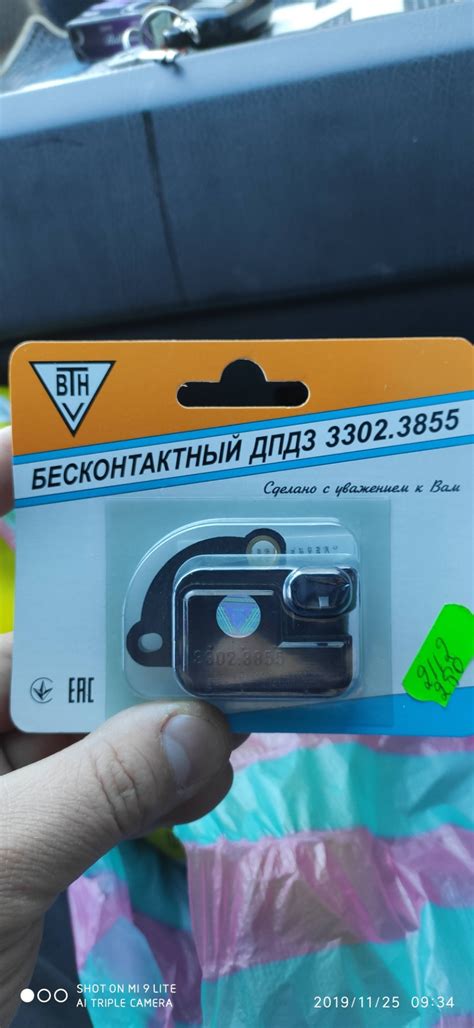 ВТН
БЕСКОНТАКТНЫЙ ДПДЗ 3302.3855
Сделано с уважением к Вам
3302.3855
ЕАС
SHOT ON MI 9 LITE
AI TRIPLE CAMERA
2019/11/25 09:34